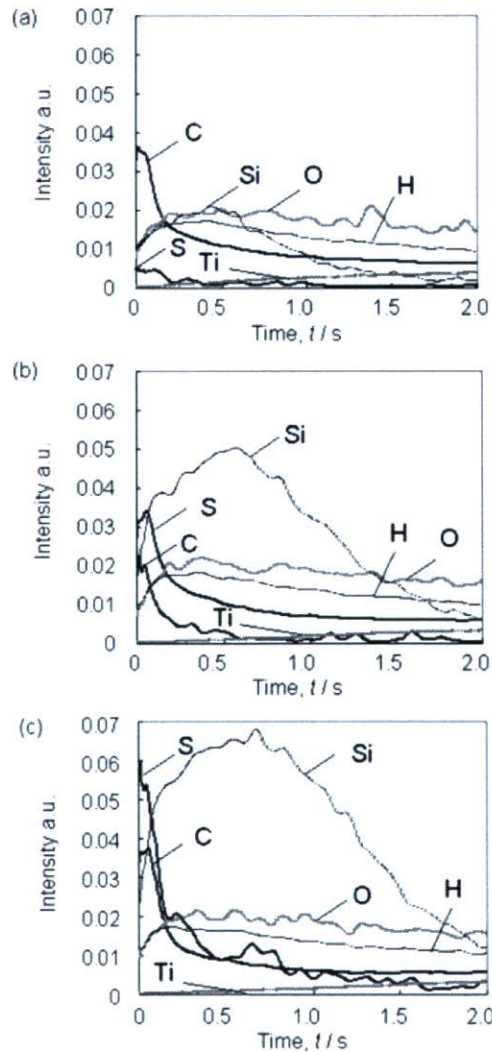 (a)
0.07
0.06
0.05
0.04
0.03
0.02
0.01
0
Intensity a.u.
C
Si
O
H
S
Ti
0 0.5 1.0 1.5 2.0
Time, t / s
(b)
0.07
0.06
0.05
0.04
0.03
0.02
0.01
0
Intensity a.u.
Si
S
C
H
O
Ti
0 0.5 1.0 1.5 2.0
Time, t / s
(c)
0.07
0.06
0.05
0.04
0.03
0.02
0.01
0
Intensity a.u.
S
Si
C
O
H
Ti
0 0.5 1.0 1.5 2.0
Time, t / s